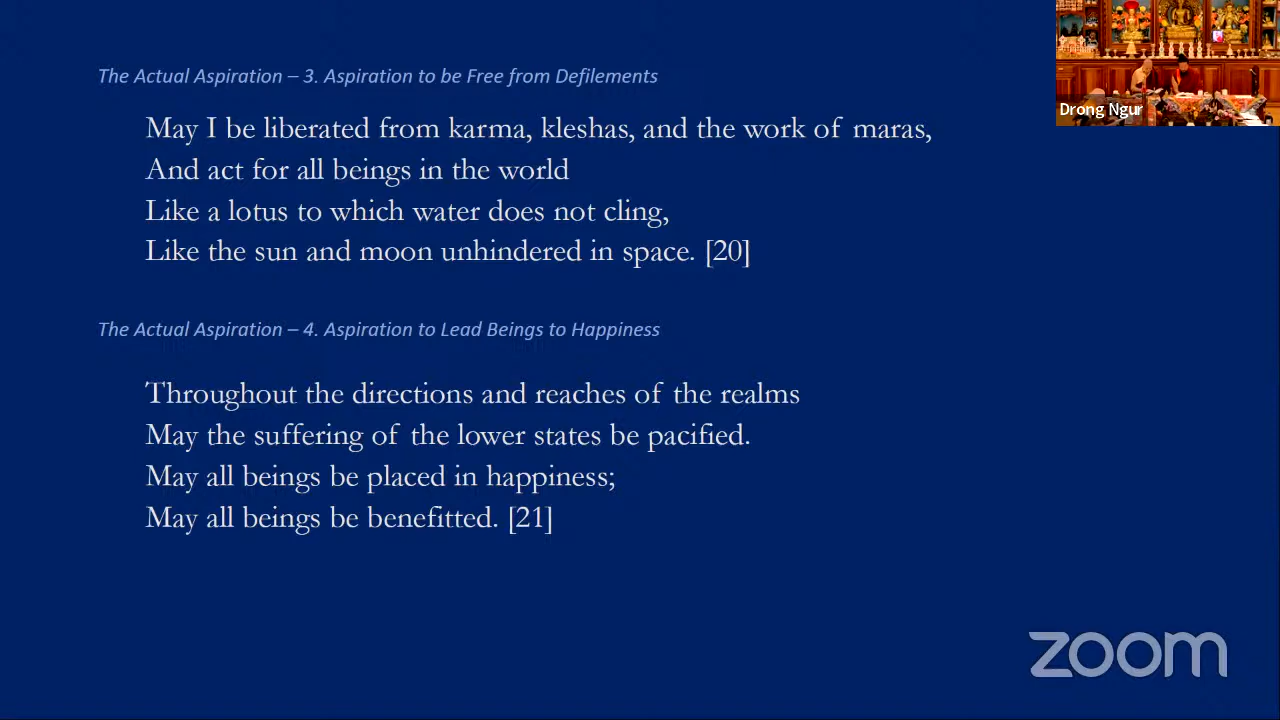 The Actual Aspiration – 3. Aspiration to be Free from Defilements
May I be liberated from karma, kleshas, and the work of maras,
And act for all beings in the world
Like a lotus to which water does not cling,
Like the sun and moon unhindered in space. [20]
The Actual Aspiration – 4. Aspiration to Lead Beings to Happiness
Throughout the directions and reaches of the realms
May the suffering of the lower states be pacified.
May all beings be placed in happiness;
May all beings be benefitted. [21]
Drong Ngur
zoom